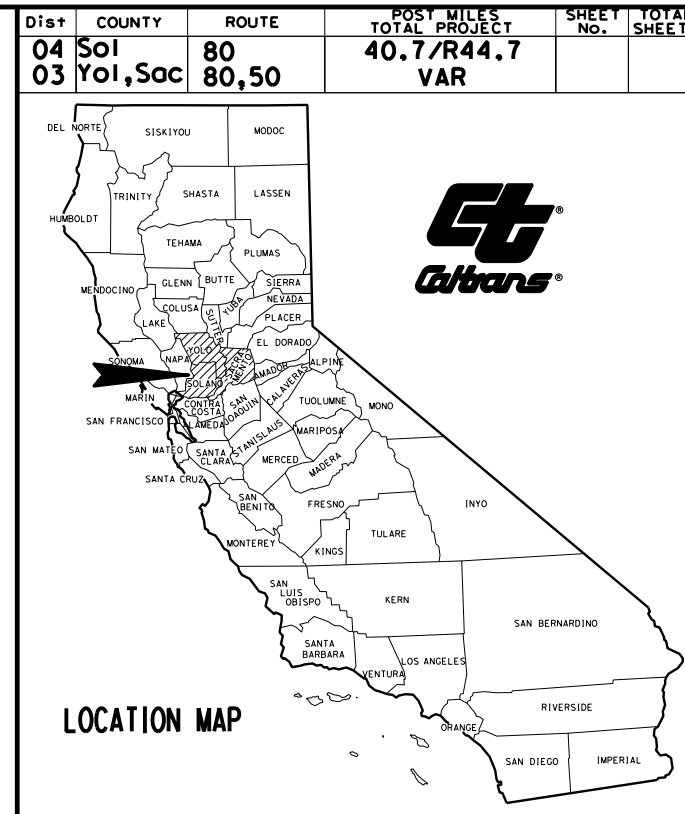 Dist COUNTY ROUTE POST MILES TOTAL PROJECT SHEET No. TOTAL SHEET
04 Sol 80 40.7/R44.7
03 Yol,Sac 80,50 VAR
DEL NORTE
SISKIYOU
MODOC
TRINITY
SHASTA
LASSEN
HUMBOLDT
Ct ®
Caltrans ®
TEHAMA
PLUMAS
MENDOCINO
GLENN
BUTTE
SIERRA
NEVADA
YUBA
COLUSA
SUTTER
PLACER
LAKE
EL DORADO
YOLO
SONOMA
NAPA
SACRA
MENTO
AMADOR
ALPINE
SOLANO
MARIN
CALAVERAS
CONTRA
COSTA
SAN
JOAQUIN
TUOLUMNE
MONO
SAN FRANCISCO
ALAMEDA
STANISLAUS
MARIPOSA
SAN MATEO
SANTA
CLARA
MERCED
MADERA
SANTA CRUZ
SAN
BENITO
FRESNO
INYO
MONTEREY
KINGS
TULARE
SAN
LUIS
OBISPO
KERN
SAN BERNARDINO
SANTA
BARBARA
VENTURA
LOS ANGELES
LOCATION MAP
ORANGE
RIVERSIDE
SAN DIEGO
IMPERIAL